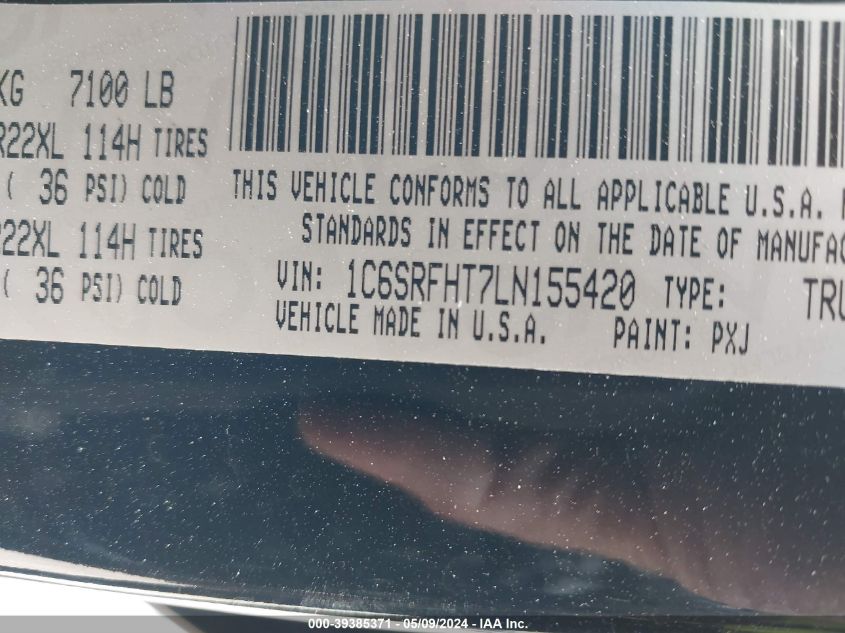 KG 7100 LB
R22XL 114H TIRES
( 36 PSI) COLD
R22XL 114H TIRES
( 36 PSI) COLD
THIS VEHICLE CONFORMS TO ALL APPLICABLE U.S.A.
STANDARDS IN EFFECT ON THE DATE OF MANUFAC
VIN: 1C6SRFHT7LN155420 TYPE: TRU
VEHICLE MADE IN U.S.A. PAINT: PXJ
000-39385371 - 05/09/2024 - IAA Inc.